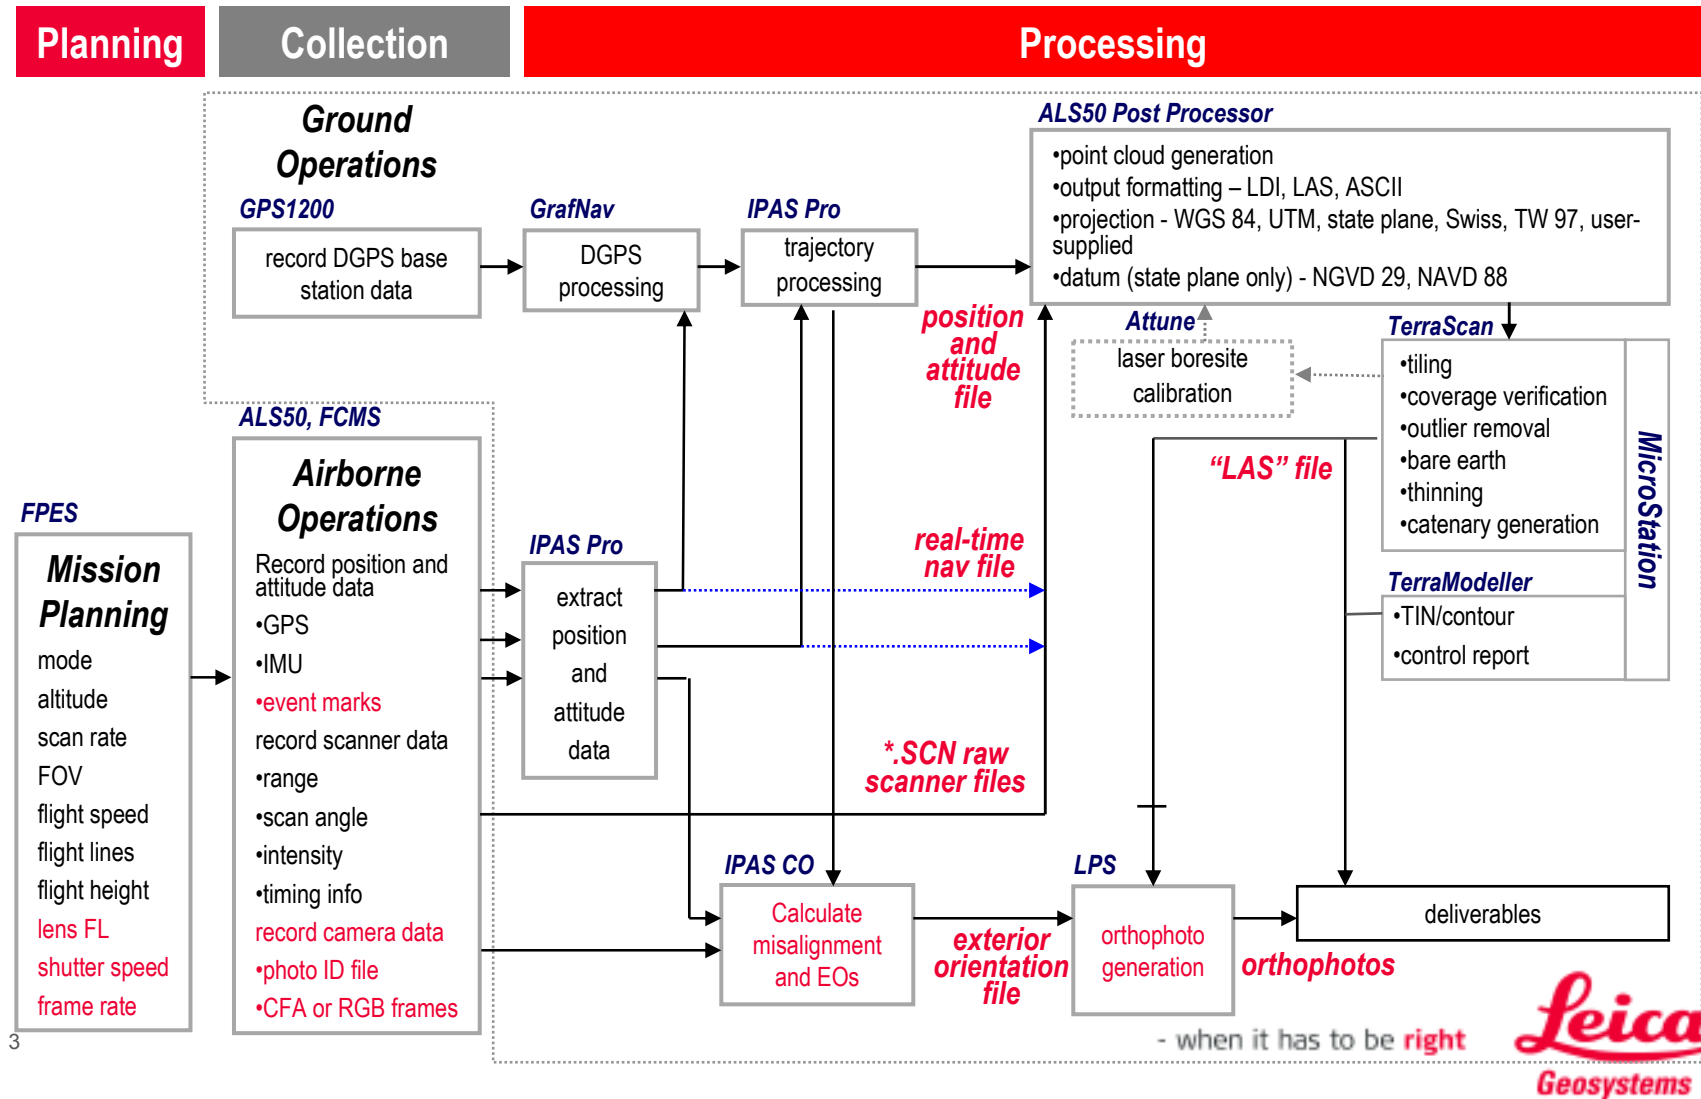 Planning
Collection
Processing
Ground
Operations
GPS1200
record DGPS base
station data
GrafNav
DGPS
processing
IPAS Pro
trajectory
processing
ALS50 Post Processor
•point cloud generation
•output formatting – LDI, LAS, ASCII
•projection - WGS 84, UTM, state plane, Swiss, TW 97, user-
supplied
•datum (state plane only) - NGVD 29, NAVD 88
position
and
attitude
file
Attune
laser boresite
calibration
TerraScan
•tiling
•coverage verification
•outlier removal
•bare earth
•thinning
•catenary generation
MicroStation
TerraModeller
•TIN/contour
•control report
"LAS" file
ALS50, FCMS
Airborne
Operations
Record position and
attitude data
•GPS
•IMU
•event marks
record scanner data
•range
•scan angle
•intensity
•timing info
record camera data
•photo ID file
•CFA or RGB frames
FPES
Mission
Planning
mode
altitude
scan rate
FOV
flight speed
flight lines
flight height
lens FL
shutter speed
frame rate
IPAS Pro
extract
position
and
attitude
data
real-time
nav file
*.SCN raw
scanner files
IPAS CO
Calculate
misalignment
and EOs
exterior
orientation
file
LPS
orthophoto
generation
orthophotos
deliverables
3
- when it has to be right
Leica
Geosystems